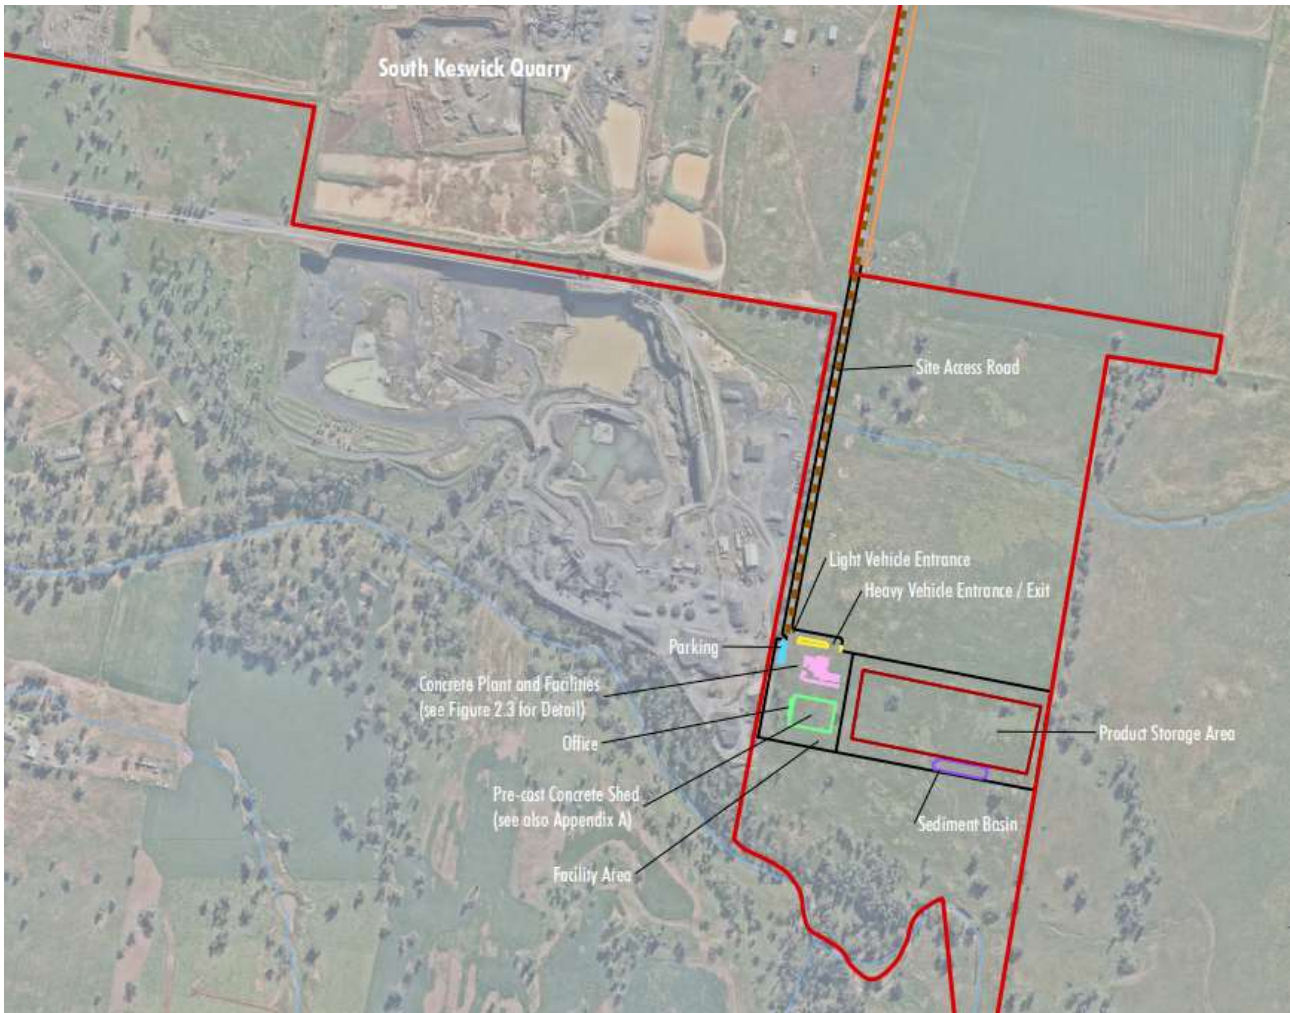 South Keswick Quarry
Site Access Road
Light Vehicle Entrance
Heavy Vehicle Entrance / Exit
Parking
Concrete Plant and Facilities
(see Figure 2.3 for Detail)
Office
Product Storage Area
Pre-cast Concrete Shed
(see also Appendix A)
Sediment Basin
Facility Area